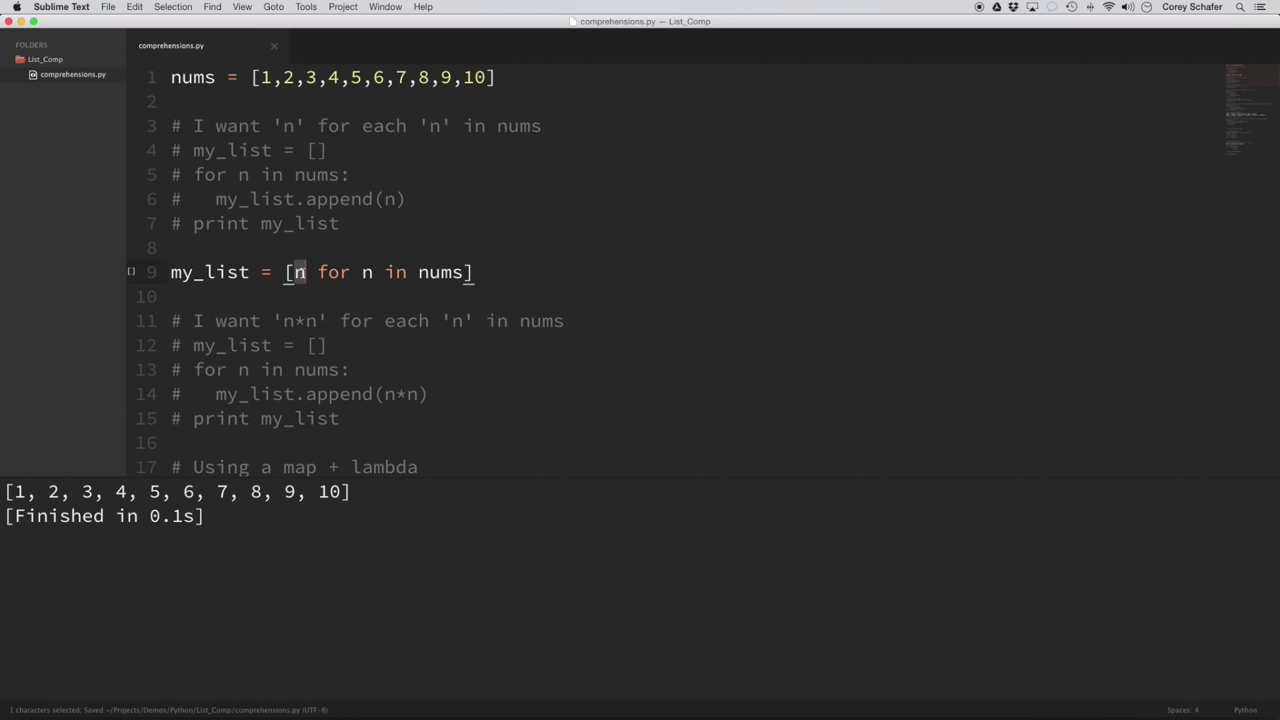 Sublime Text File Edit Selection Find View Goto Tools Project Window Help Corey Schafer
comprehensions.py — List_Comp
FOLDERS
List_Comp
comprehensions.py
comprehensions.py
1 nums = [1,2,3,4,5,6,7,8,9,10]
2
3 # I want 'n' for each 'n' in nums
4 # my_list = []
5 # for n in nums:
6 #   my_list.append(n)
7 # print my_list
8
9 my_list = [n for n in nums]
10
11 # I want 'n*n' for each 'n' in nums
12 # my_list = []
13 # for n in nums:
14 #   my_list.append(n*n)
15 # print my_list
16
17 # Using a map + lambda
[1, 2, 3, 4, 5, 6, 7, 8, 9, 10]
[Finished in 0.1s]
1 characters selected; Saved ~/Projects/Demos/Python/List_Comp/comprehensions.py (UTF-8) Spaces: 4 Python